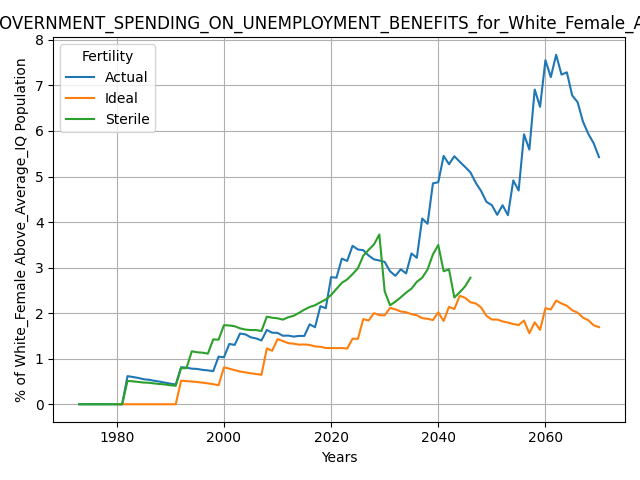 OVERNMENT_SPENDING_ON_UNEMPLOYMENT_BENEFITS_for_White_Female_A
Fertility
Actual
Ideal
Sterile
% of White_Female Above_Average_IQ Population
8
7
6
5
4
3
2
1
0
1980 2000 2020 2040 2060
Years